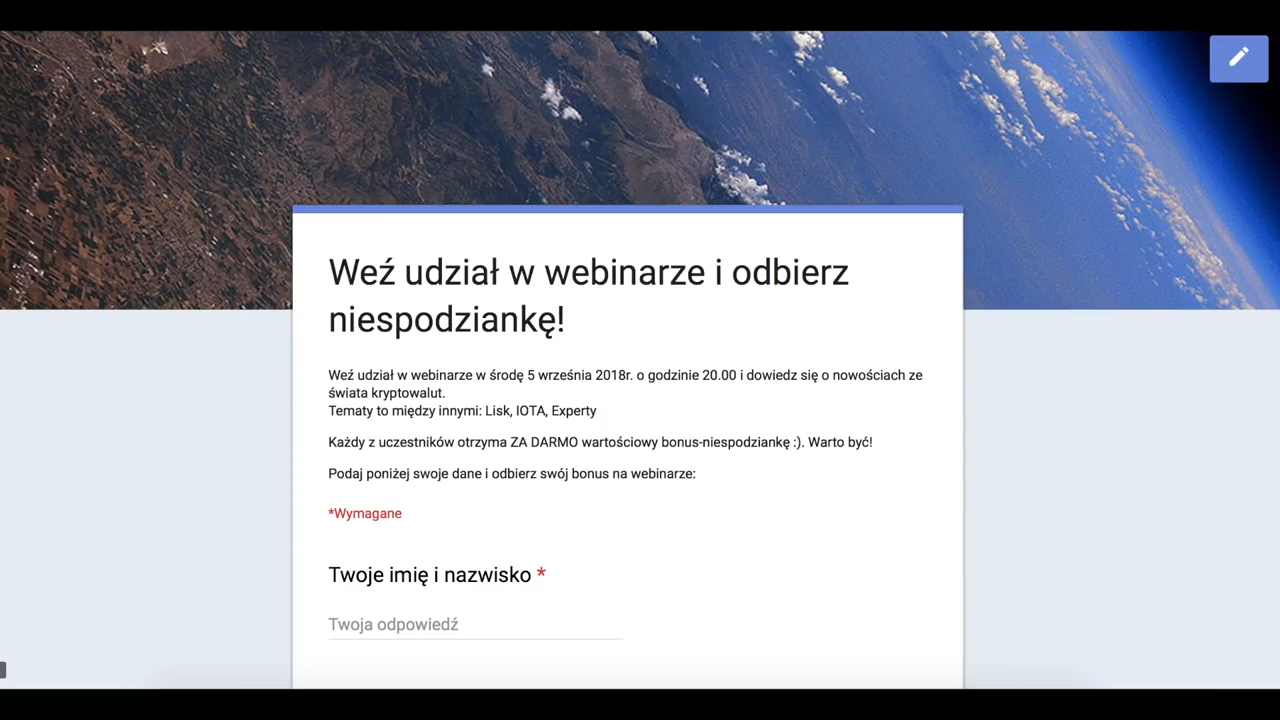 Weź udział w webinarze i odbierz
niespodziankę!
Weź udział w webinarze w środę 5 września 2018r. o godzinie 20.00 i dowiedz się o nowościach ze
świata kryptowalut.
Tematy to między innymi: Lisk, IOTA, Experty
Każdy z uczestników otrzyma ZA DARMO wartościowy bonus-niespodziankę :). Warto być!
Podaj poniżej swoje dane i odbierz swój bonus na webinarze:
*Wymagane
Twoje imię i nazwisko *
Twoja odpowiedź